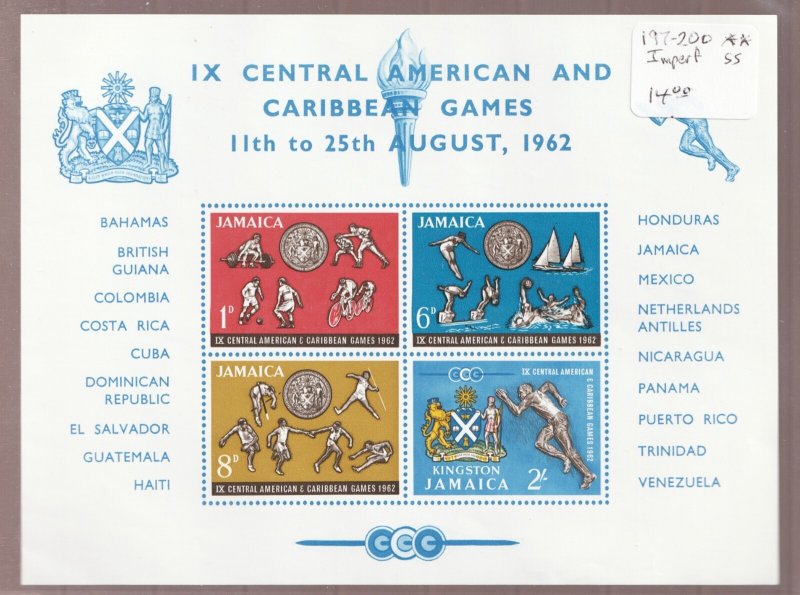 197-200 **
Imperf SS
14.00
IX CENTRAL AMERICAN AND
CARIBBEAN GAMES
11th to 25th AUGUST, 1962
BAHAMAS
BRITISH
GUIANA
COLOMBIA
COSTA RICA
CUBA
DOMINICAN
REPUBLIC
EL SALVADOR
GUATEMALA
HAITI
JAMAICA
1D
IX CENTRAL AMERICAN & CARIBBEAN GAMES 1962
JAMAICA
6D
IX CENTRAL AMERICAN & CARIBBEAN GAMES 1962
JAMAICA
8D
IX CENTRAL AMERICAN & CARIBBEAN GAMES 1962
CCC
IX CENTRAL AMERICAN
& CARIBBEAN GAMES 1962
KINGSTON
JAMAICA
2/-
HONDURAS
JAMAICA
MEXICO
NETHERLANDS
ANTILLES
NICARAGUA
PANAMA
PUERTO RICO
TRINIDAD
VENEZUELA
CCC